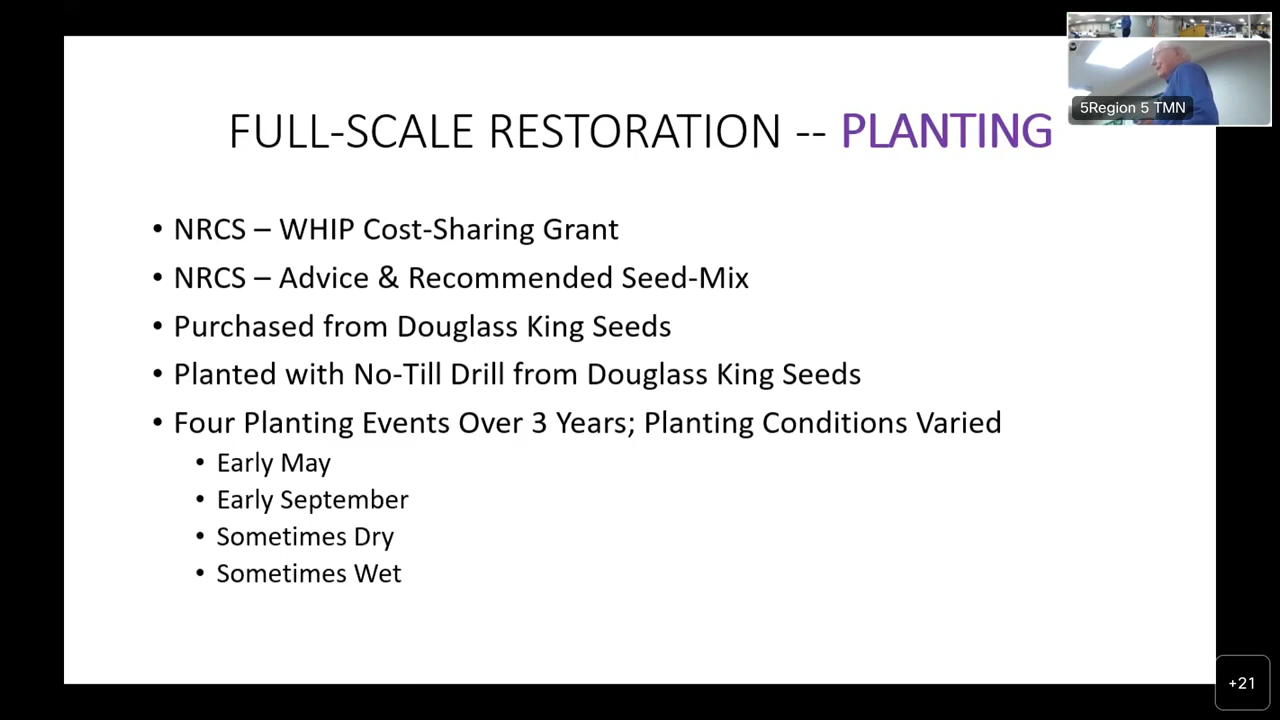 FULL-SCALE RESTORATION -- PLANTING
5Region 5 TMN
• NRCS – WHIP Cost-Sharing Grant
• NRCS – Advice & Recommended Seed-Mix
• Purchased from Douglass King Seeds
• Planted with No-Till Drill from Douglass King Seeds
• Four Planting Events Over 3 Years; Planting Conditions Varied
• Early May
• Early September
• Sometimes Dry
• Sometimes Wet
+21